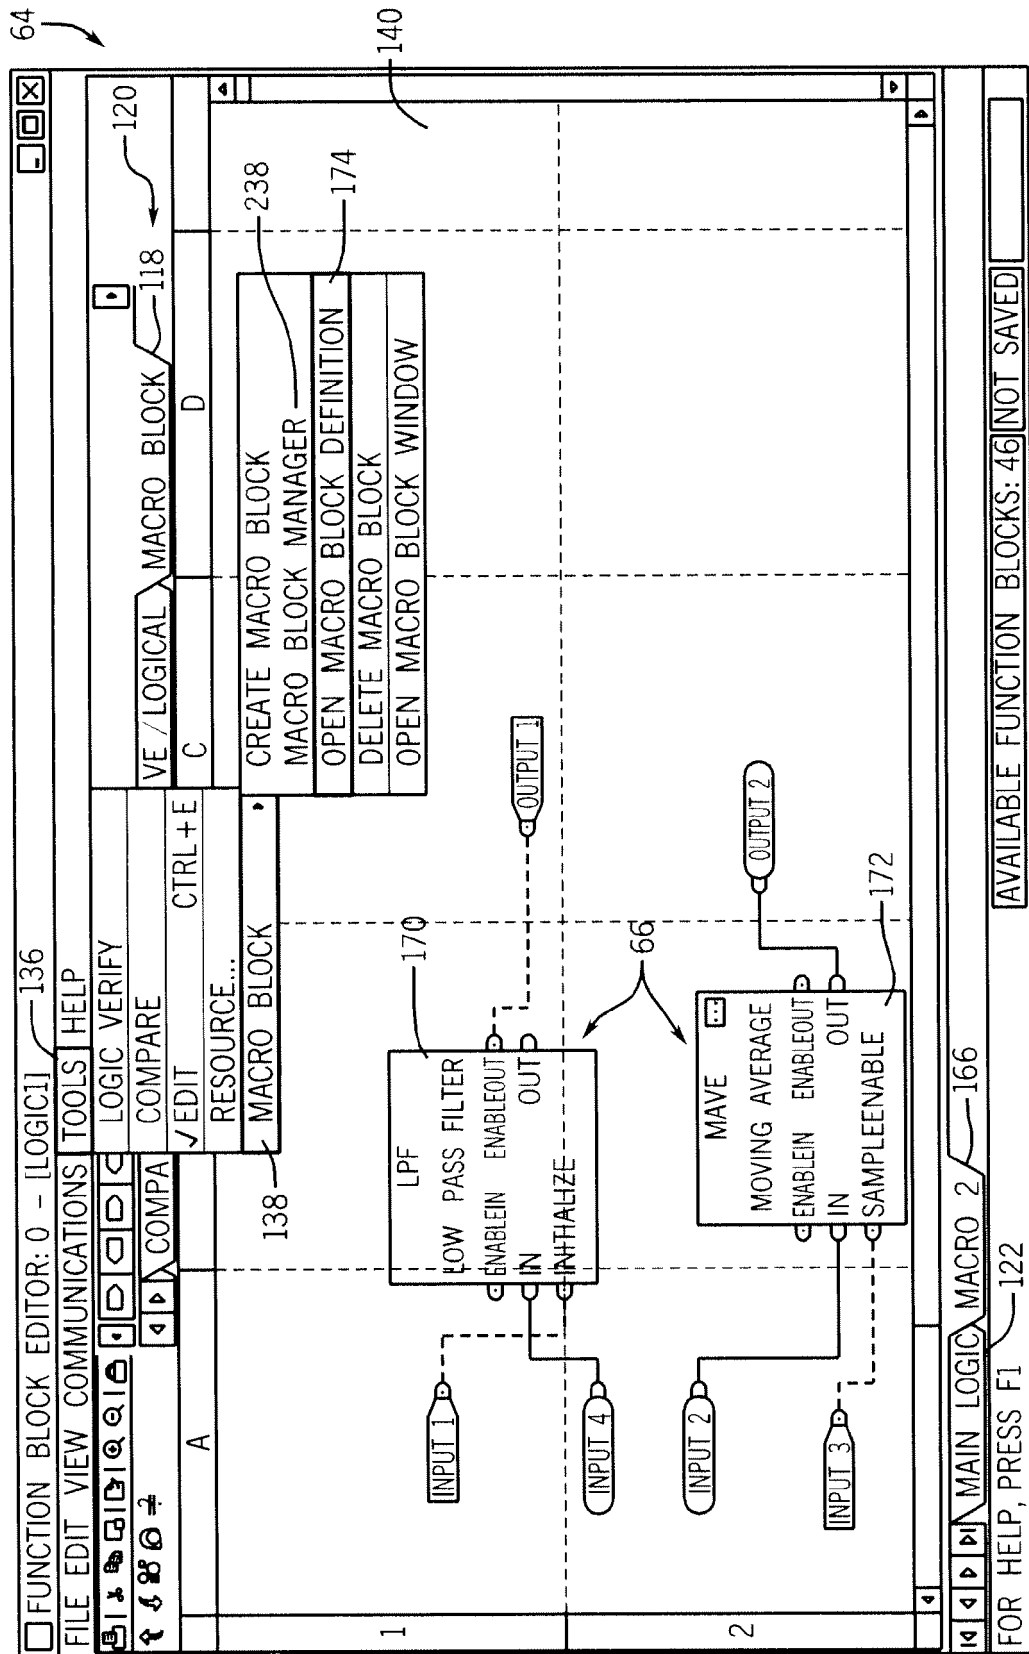 64
FUNCTION BLOCK EDITOR: 0 - [LOGIC1]
136
FILE EDIT VIEW COMMUNICATIONS TOOLS HELP
LOGIC VERIFY
COMPARE
√ EDIT CTRL+E
RESOURCE...
MACRO BLOCK
138
COMPA
VE / LOGICAL
MACRO BLOCK
118
120
A
C
D
CREATE MACRO BLOCK
MACRO BLOCK MANAGER
238
OPEN MACRO BLOCK DEFINITION
174
DELETE MACRO BLOCK
OPEN MACRO BLOCK WINDOW
140
1
2
LPF
170
LOW PASS FILTER
ENABLEIN ENABLEOUT
IN OUT
INITIALIZE
INPUT 1
INPUT 4
OUTPUT 1
66
MAVE
...
MOVING AVERAGE
ENABLEIN ENABLEOUT
IN OUT
SAMPLEENABLE
172
INPUT 2
INPUT 3
OUTPUT 2
MAIN LOGIC
MACRO 2
166
122
FOR HELP, PRESS F1
AVAILABLE FUNCTION BLOCKS: 46
NOT SAVED